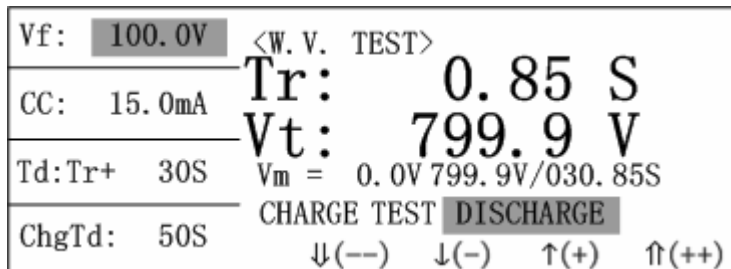 Vf: 100.0V
CC: 15.0mA
Td:Tr+ 30S
ChgTd: 50S
<W.V. TEST>
Tr: 0.85 S
Vt: 799.9 V
Vm = 0.0V 799.9V/030.85S
CHARGE TEST DISCHARGE
⇓(--) ↓(-) ↑(+) ⇑(++)